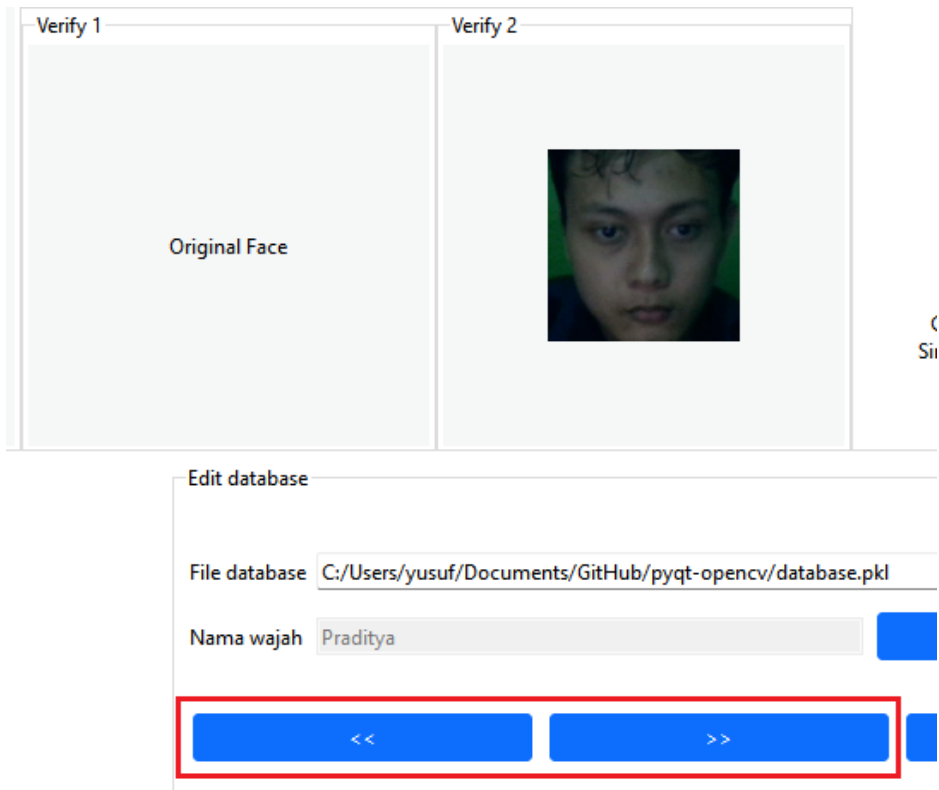 Verify 1
Verify 2
Original Face
Edit database
File database C:/Users/yusuf/Documents/GitHub/pyqt-opencv/database.pkl
Nama wajah Praditya
<< >>